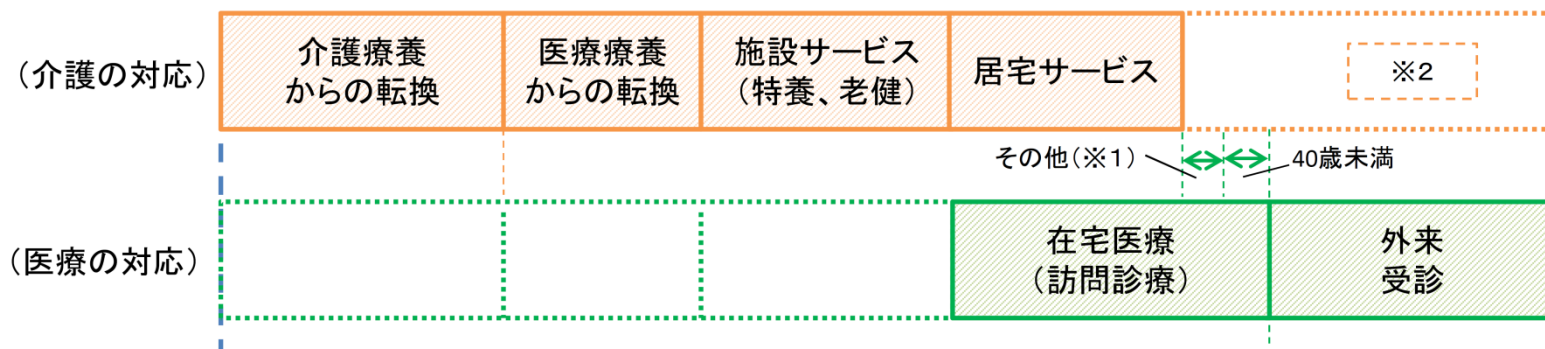 (介護の対応)
介護療養
からの転換
医療療養
からの転換
施設サービス
(特養、老健)
居宅サービス
※2
その他(※1)
40歳未満
(医療の対応)
在宅医療
(訪問診療)
外来
受診